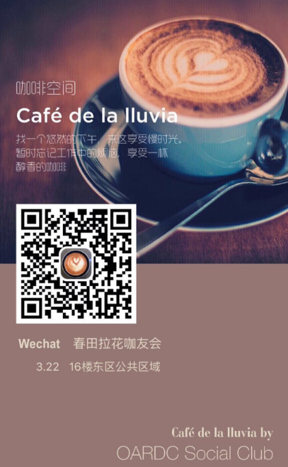 咖啡空间
Café de la lluvia
找一个悠然的下午，来这享受慢时光。
暂时忘记工作中的烦恼，享受一杯
醇香的咖啡
Wechat 春田拉花咖友会
3.22 16楼东区公共区域
Café de la lluvia by
OARDC Social Club